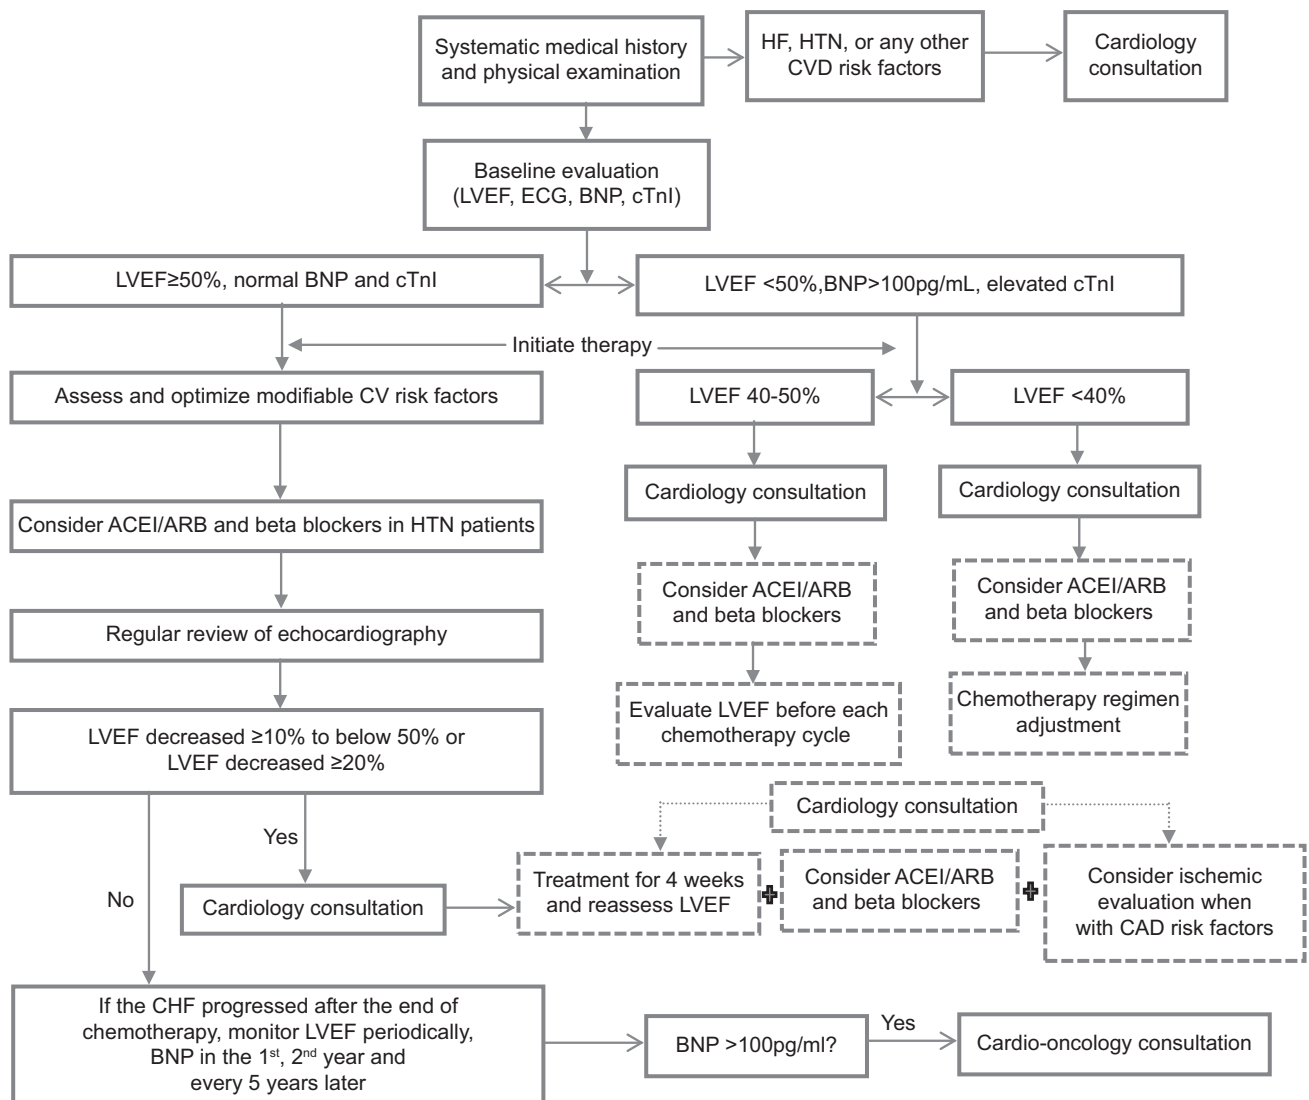 Systematic medical history
and physical examination
HF, HTN, or any other
CVD risk factors
Cardiology
consultation
Baseline evaluation
(LVEF, ECG, BNP, cTnI)
LVEF≥50%, normal BNP and cTnI
LVEF <50%,BNP>100pg/mL, elevated cTnI
Initiate therapy
Assess and optimize modifiable CV risk factors
LVEF 40-50%
LVEF <40%
Cardiology consultation
Cardiology consultation
Consider ACEI/ARB and beta blockers in HTN patients
Consider ACEI/ARB
and beta blockers
Consider ACEI/ARB
and beta blockers
Regular review of echocardiography
Evaluate LVEF before each
chemotherapy cycle
Chemotherapy regimen
adjustment
LVEF decreased ≥10% to below 50% or
LVEF decreased ≥20%
Cardiology consultation
Yes
No
Cardiology consultation
Treatment for 4 weeks
and reassess LVEF
Consider ACEI/ARB
and beta blockers
Consider ischemic
evaluation when
with CAD risk factors
If the CHF progressed after the end of
chemotherapy, monitor LVEF periodically,
BNP in the 1st, 2nd year and
every 5 years later
BNP >100pg/ml?
Yes
Cardio-oncology consultation